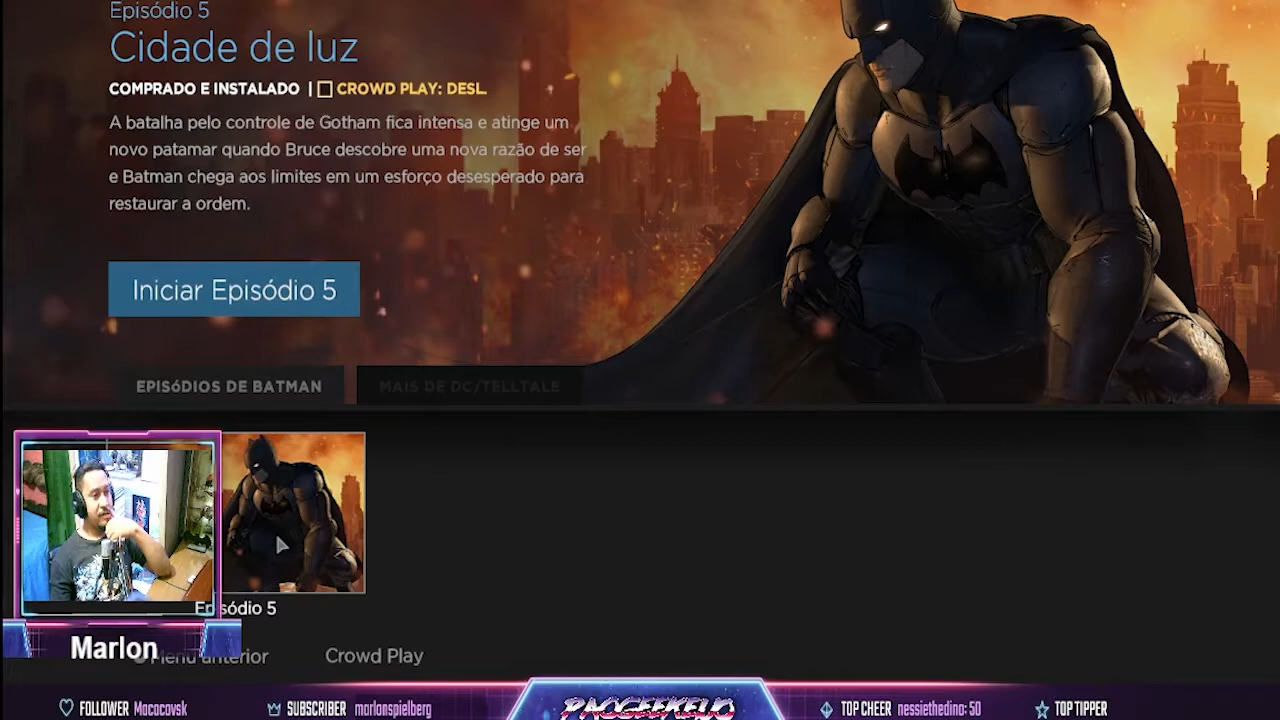 Episódio 5
Cidade de luz
COMPRADO E INSTALADO | CROWD PLAY: DESL.
A batalha pelo controle de Gotham fica intensa e atinge um
novo patamar quando Bruce descobre uma nova razão de ser
e Batman chega aos limites em um esforço desesperado para
restaurar a ordem.
Iniciar Episódio 5
EPISóDIOS DE BATMAN
MAIS DE DC/TELLTALE
Episódio 5
Marlon
Menu anterior
Crowd Play
FOLLOWER Macacovsk
SUBSCRIBER marlonspielberg
TOP CHEER nessiethedino: 50
TOP TIPPER